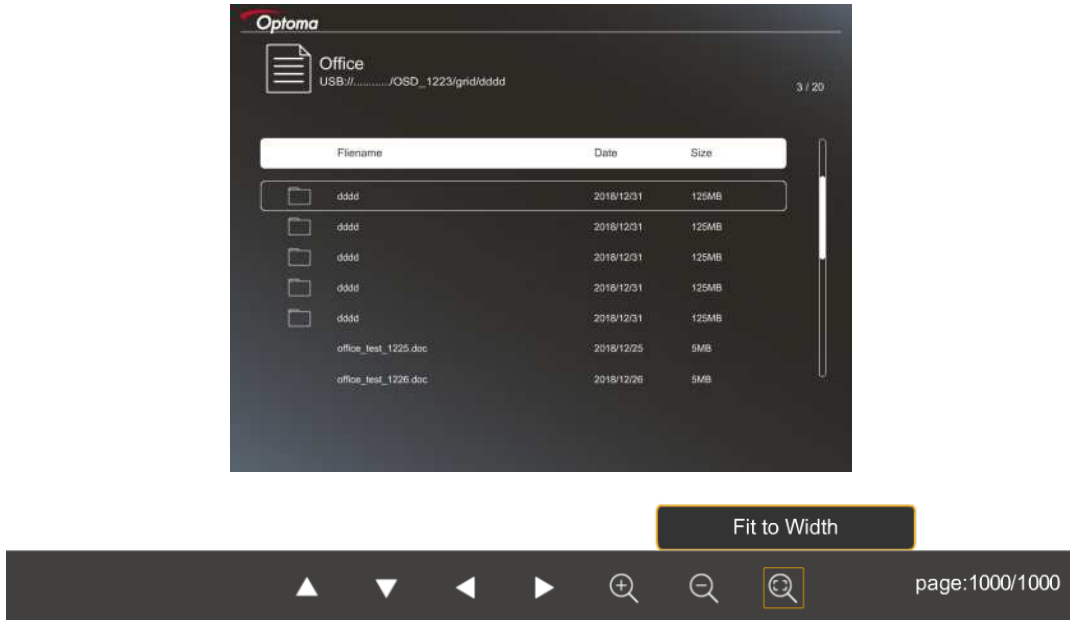 Optoma
Office
USB://.........../OSD_1223/grid/dddd
3 / 20
Fliename Date Size
dddd 2018/12/31 125MB
dddd 2018/12/31 125MB
dddd 2018/12/31 125MB
dddd 2018/12/31 125MB
dddd 2018/12/31 125MB
office_test_1225.doc 2018/12/25 5MB
office_test_1226.doc 2018/12/26 5MB
Fit to Width
page:1000/1000